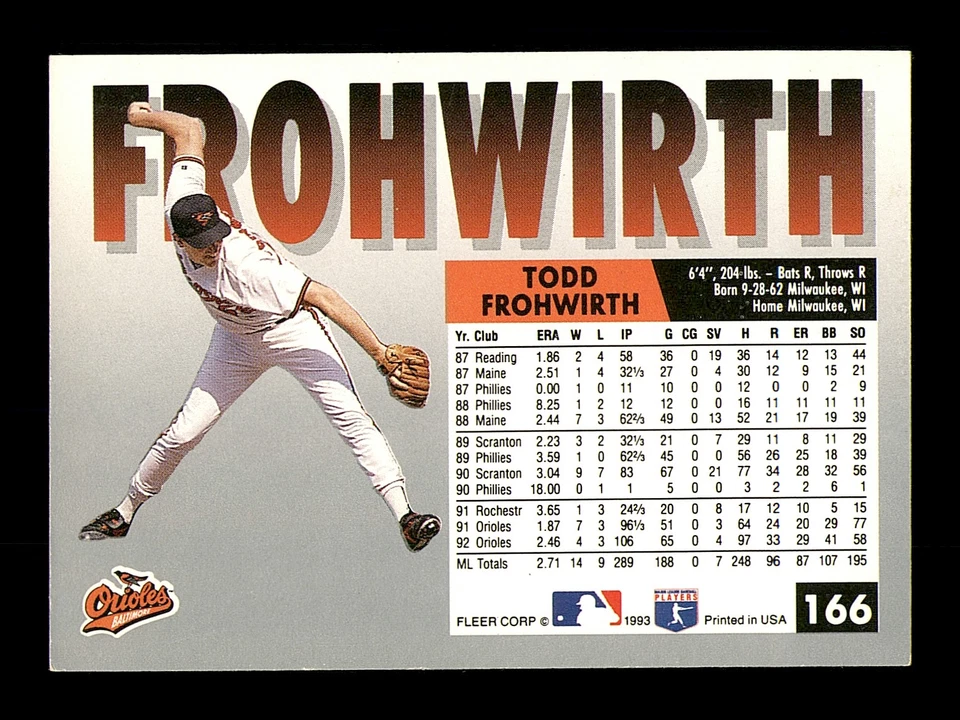 FROHWIRTH
TODD
FROHWIRTH
6'4", 204 lbs. – Bats R, Throws R
Born 9-28-62 Milwaukee, WI
Home Milwaukee, WI
Yr. Club ERA W L IP G CG SV H R ER BB SO
87 Reading 1.86 2 4 58 36 0 19 36 14 12 13 44
87 Maine 2.51 1 4 32⅓ 27 0 4 30 12 9 15 21
87 Phillies 0.00 1 0 11 10 0 0 12 0 0 2 9
88 Phillies 8.25 1 2 12 12 0 0 16 11 11 11 11
88 Maine 2.44 7 3 62⅔ 49 0 13 52 21 17 19 39
89 Scranton 2.23 3 2 32⅓ 21 0 7 29 11 8 11 29
89 Phillies 3.59 1 0 62⅔ 45 0 0 56 26 25 18 39
90 Scranton 3.04 9 7 83 67 0 21 77 34 28 32 56
90 Phillies 18.00 0 1 1 5 0 0 3 2 2 6 1
91 Rochestr 3.65 1 3 24⅔ 20 0 8 17 12 10 5 15
91 Orioles 1.87 7 3 96⅓ 51 0 3 64 24 20 29 77
92 Orioles 2.46 4 3 106 65 0 4 97 33 29 41 58
ML Totals 2.71 14 9 289 188 0 7 248 96 87 107 195
Orioles
BALTIMORE
MAJOR LEAGUE BASEBALL
PLAYERS
FLEER CORP © 1993 Printed in USA 166